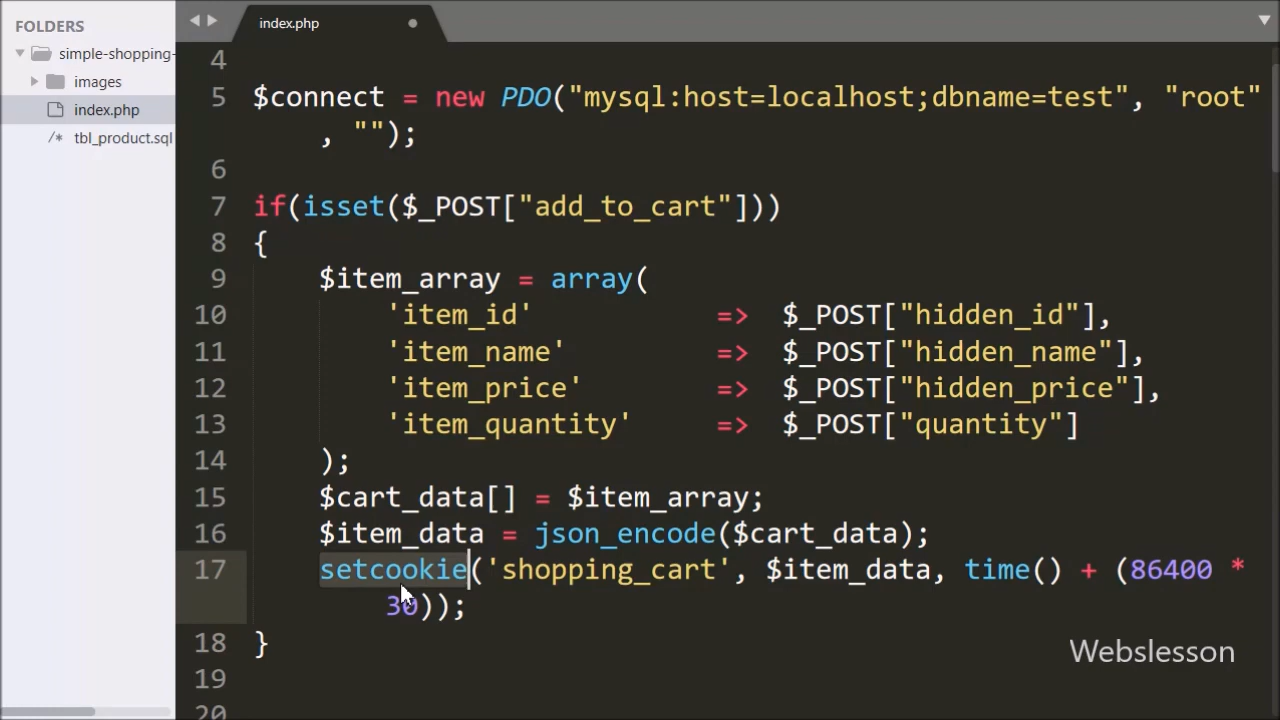 FOLDERS
simple-shopping-
images
index.php
tbl_product.sql
index.php
4
5 $connect = new PDO("mysql:host=localhost;dbname=test", "root"
, "");
6
7 if(isset($_POST["add_to_cart"]))
8 {
9 $item_array = array(
10 'item_id' => $_POST["hidden_id"],
11 'item_name' => $_POST["hidden_name"],
12 'item_price' => $_POST["hidden_price"],
13 'item_quantity' => $_POST["quantity"]
14 );
15 $cart_data[] = $item_array;
16 $item_data = json_encode($cart_data);
17 setcookie('shopping_cart', $item_data, time() + (86400 *
30));
18 }
19
20
Webslesson